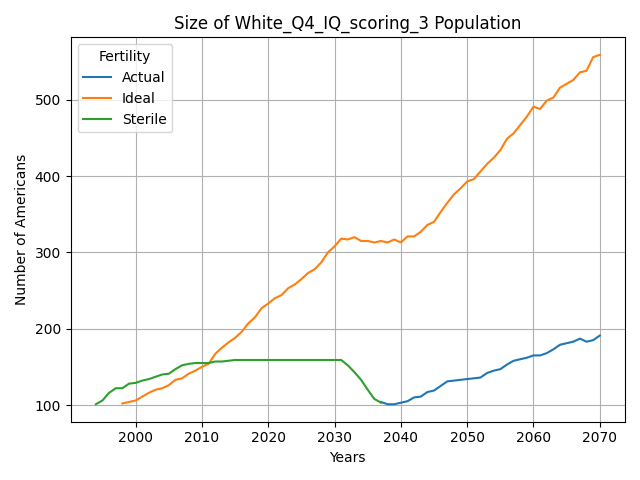 Size of White_Q4_IQ_scoring_3 Population
Fertility
Actual
Ideal
Sterile
Number of Americans
500
400
300
200
100
2000
2010
2020
2030
2040
2050
2060
2070
Years